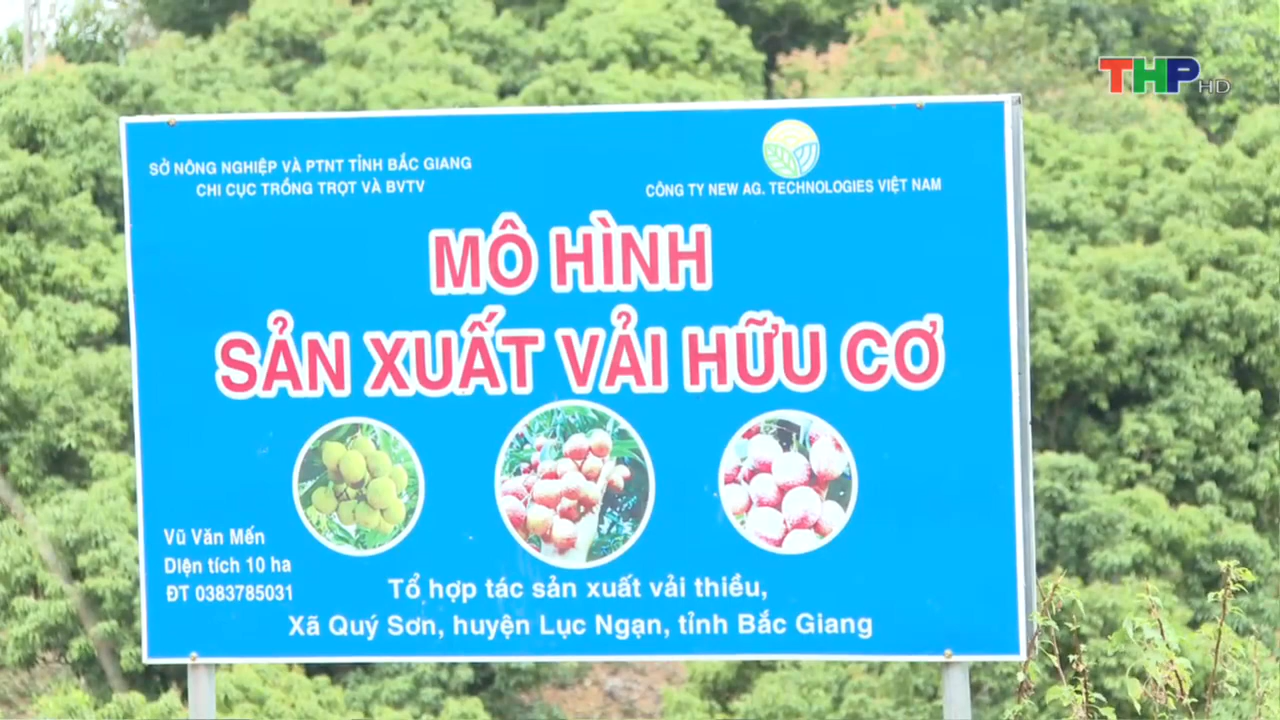 THP HD
SỞ NÔNG NGHIỆP VÀ PTNT TỈNH BẮC GIANG
CHI CỤC TRỒNG TRỌT VÀ BVTV
CÔNG TY NEW AG. TECHNOLOGIES VIỆT NAM
MÔ HÌNH
SẢN XUẤT VẢI HỮU CƠ
Vũ Văn Mến
Diện tích 10 ha
ĐT 0383785031
Tổ hợp tác sản xuất vải thiều,
Xã Quý Sơn, huyện Lục Ngạn, tỉnh Bắc Giang